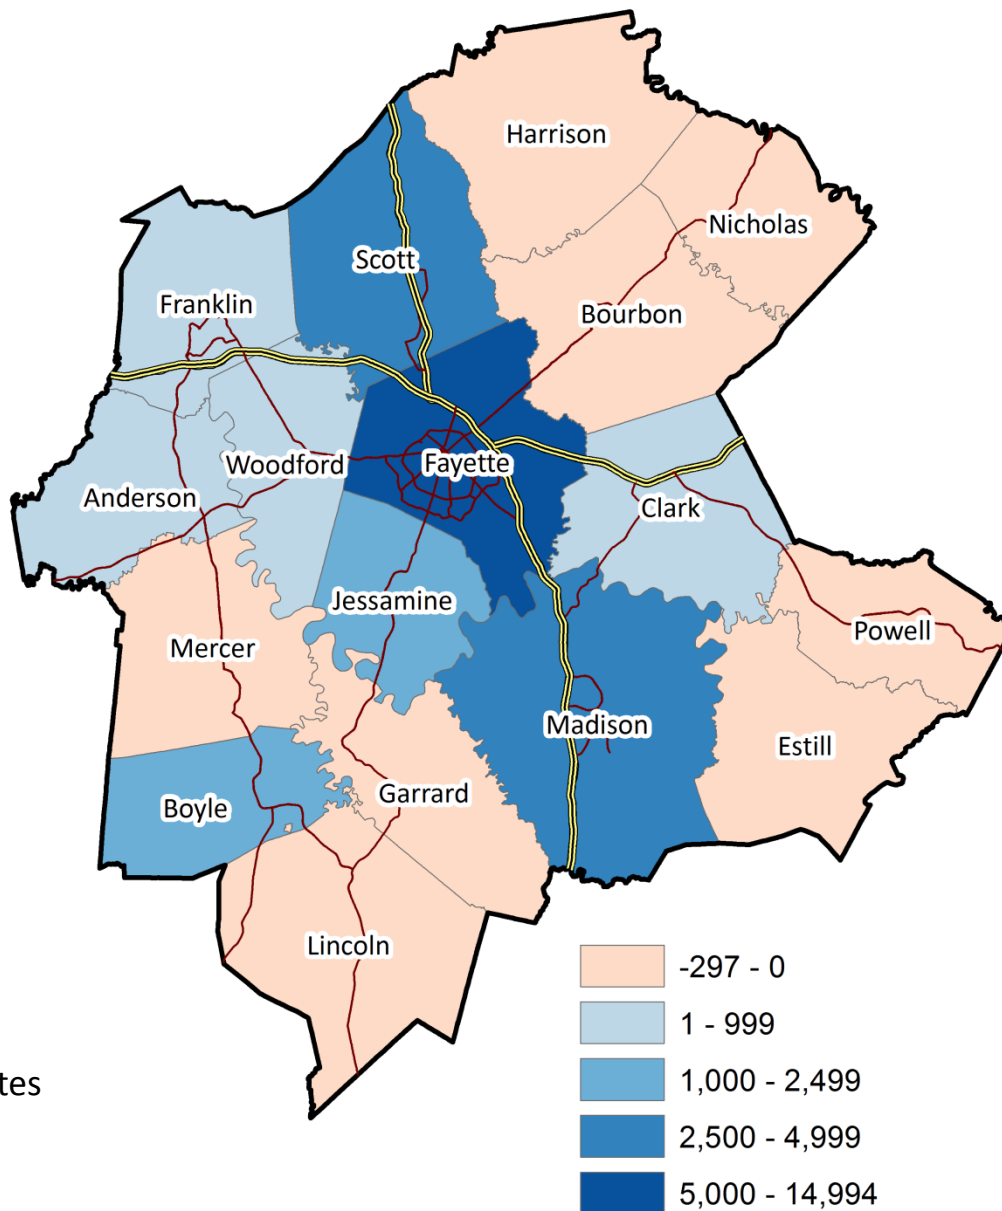 Harrison
Nicholas
Scott
Franklin
Bourbon
Woodford
Fayette
Anderson
Clark
Jessamine
Powell
Mercer
Madison
Estill
Garrard
Boyle
Lincoln
-297 - 0
1 - 999
1,000 - 2,499
tes
2,500 - 4,999
5,000 - 14,994